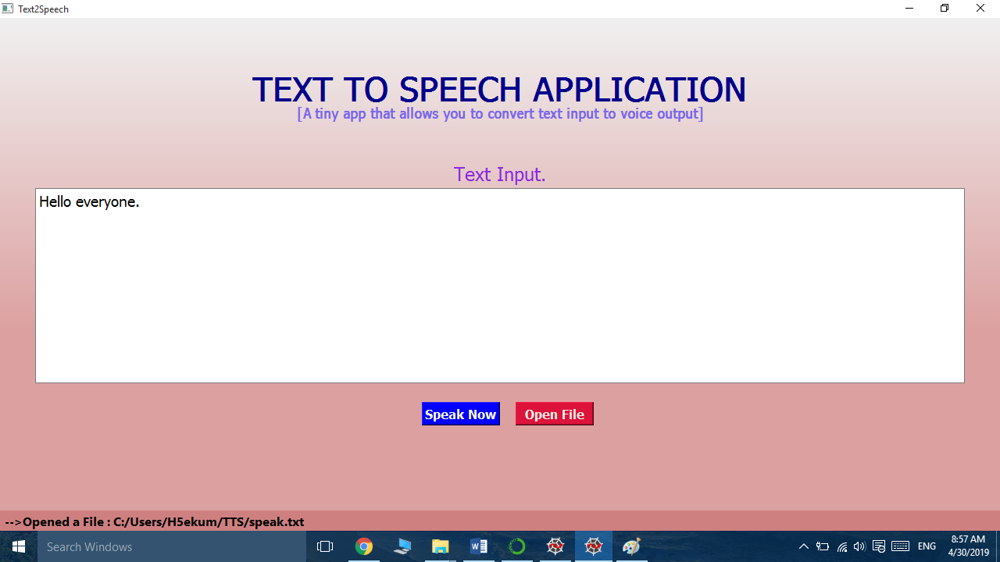 Text2Speech
TEXT TO SPEECH APPLICATION
[A tiny app that allows you to convert text input to voice output]
Text Input.
Hello everyone.
Speak Now
Open File
-->Opened a File : C:/Users/H5ekum/TTS/speak.txt
Search Windows
ENG
8:57 AM
4/30/2019